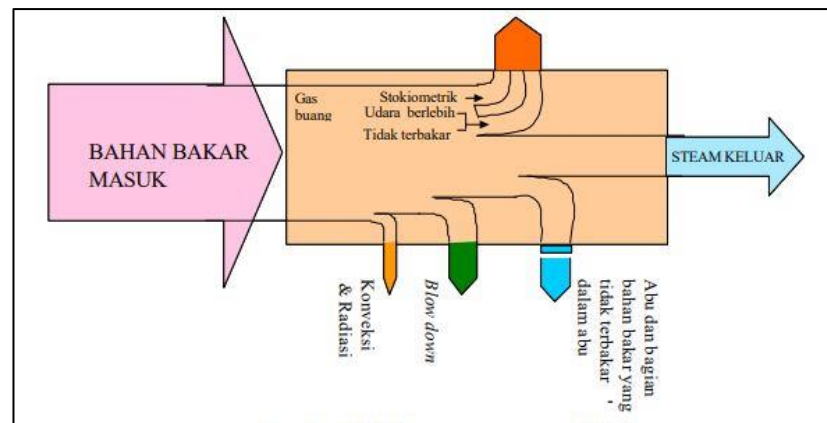 Gas
buang
Stokiometrik
Udara berlebih
Tidak terbakar
BAHAN BAKAR
MASUK
STEAM KELUAR
Konveksi
& Radiasi
Blow down
Abu dan bagian
bahan bakar yang
tidak terbakar
dalam abu